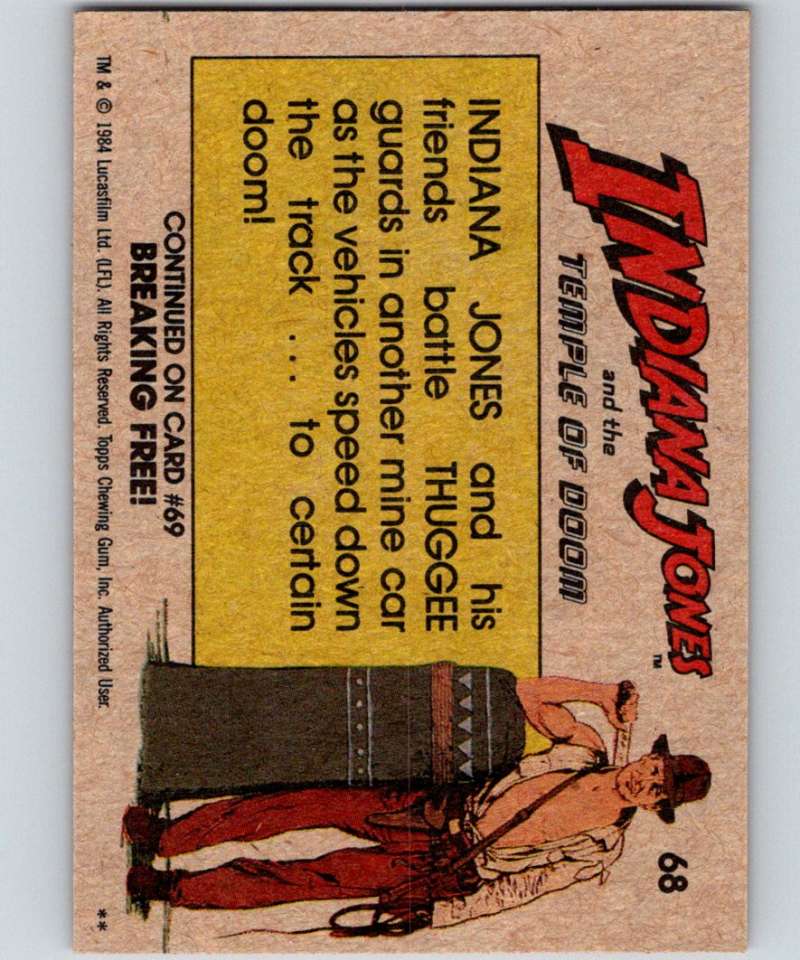 INDIANA JONES TM
and the
TEMPLE OF DOOM
68
INDIANA JONES and his
friends battle THUGGEE
guards in another mine car
as the vehicles speed down
the track ... to certain
doom!
CONTINUED ON CARD #69
BREAKING FREE!
TM & © 1984 Lucasfilm Ltd. (LFL). All Rights Reserved. Topps Chewing Gum, Inc. Authorized User.
**